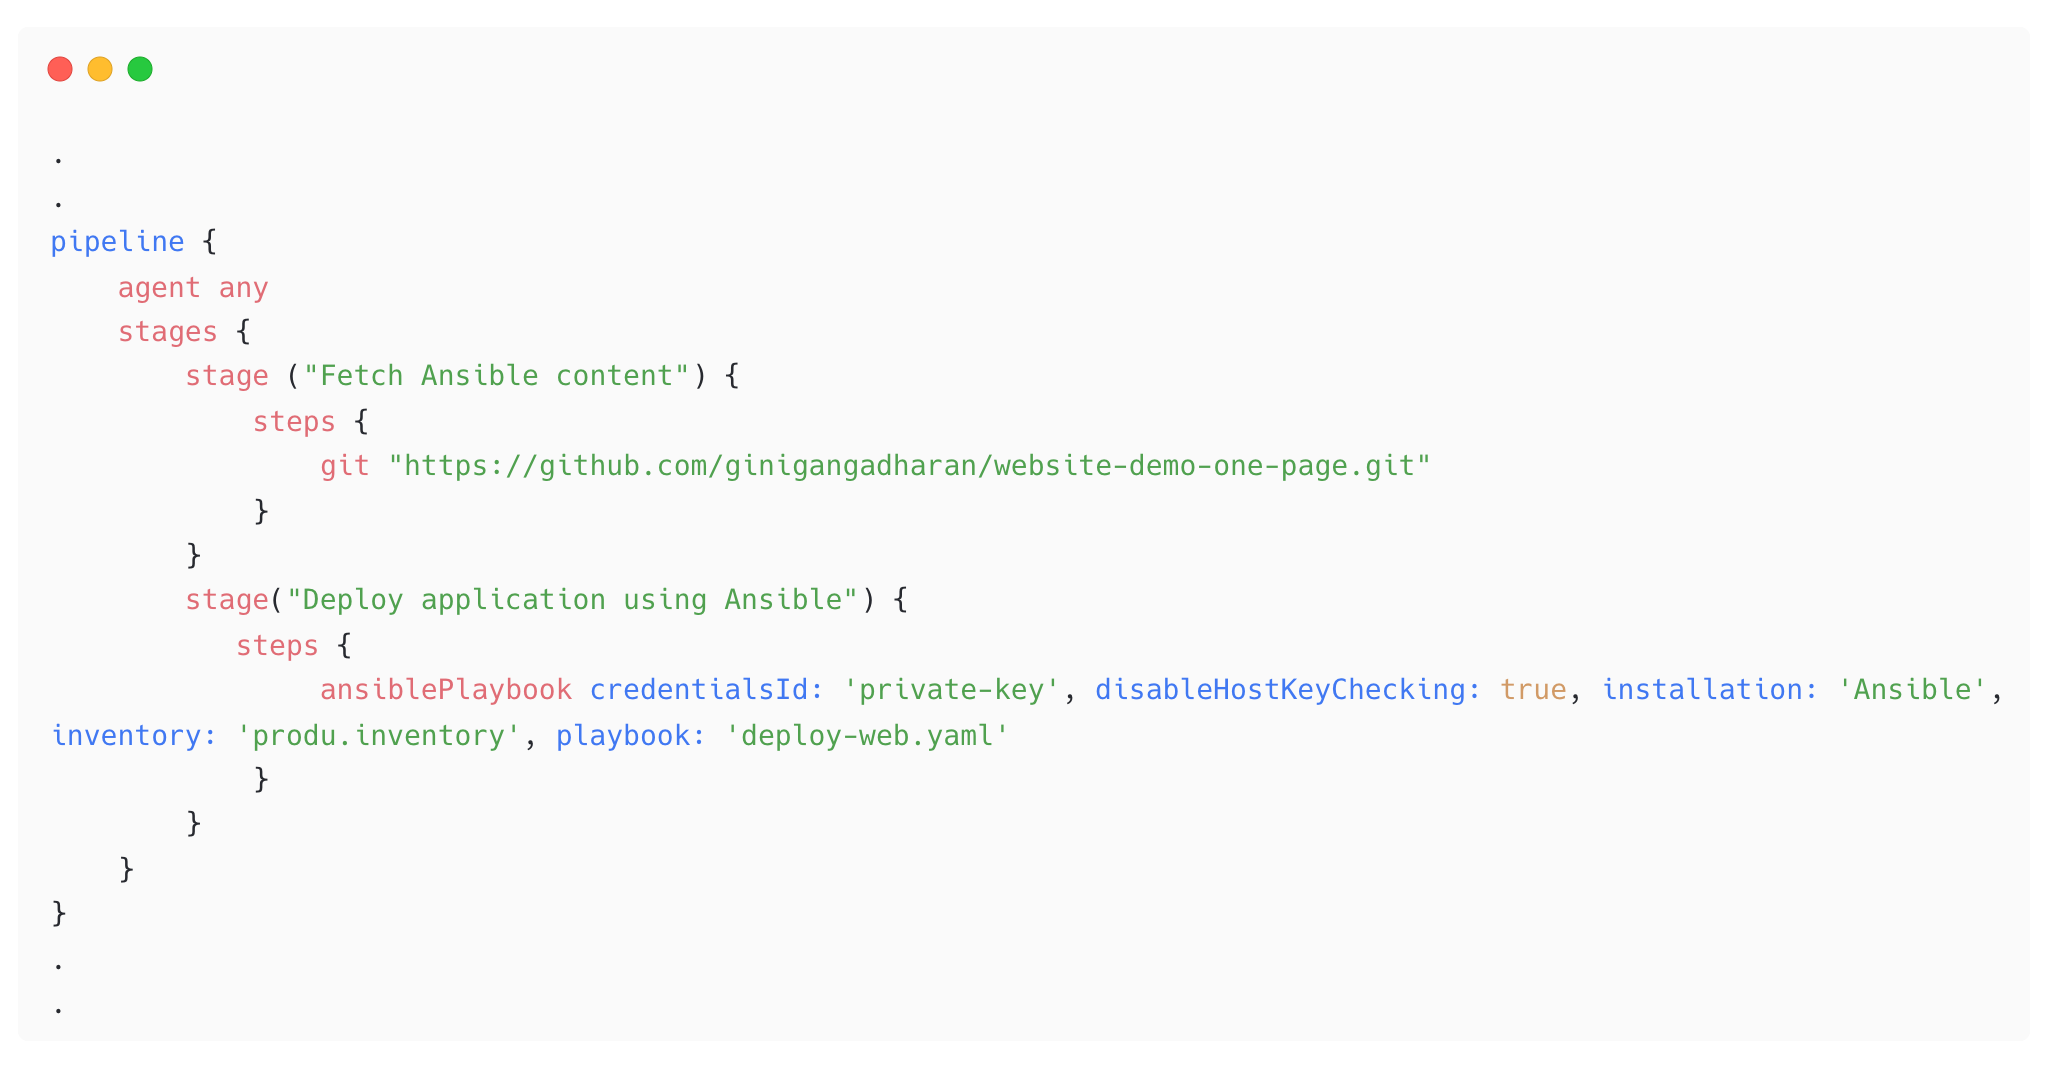 .
.
pipeline {
    agent any
    stages {
        stage ("Fetch Ansible content") {
            steps {
                git "https://github.com/ginigangadharan/website-demo-one-page.git"
            }
        }
        stage("Deploy application using Ansible") {
           steps {
                ansiblePlaybook credentialsId: 'private-key', disableHostKeyChecking: true, installation: 'Ansible',
inventory: 'produ.inventory', playbook: 'deploy-web.yaml'
            }
        }
    }
}
.
.